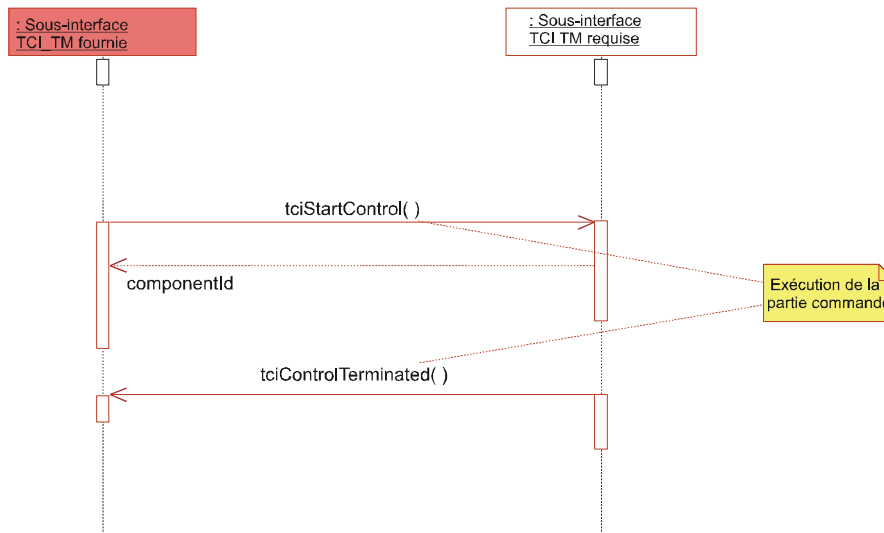 : Sous-interface
TCI_TM fournie
: Sous-interface
TCI TM requise
tciStartControl( )
componentId
Exécution de la
partie commande
tciControlTerminated( )